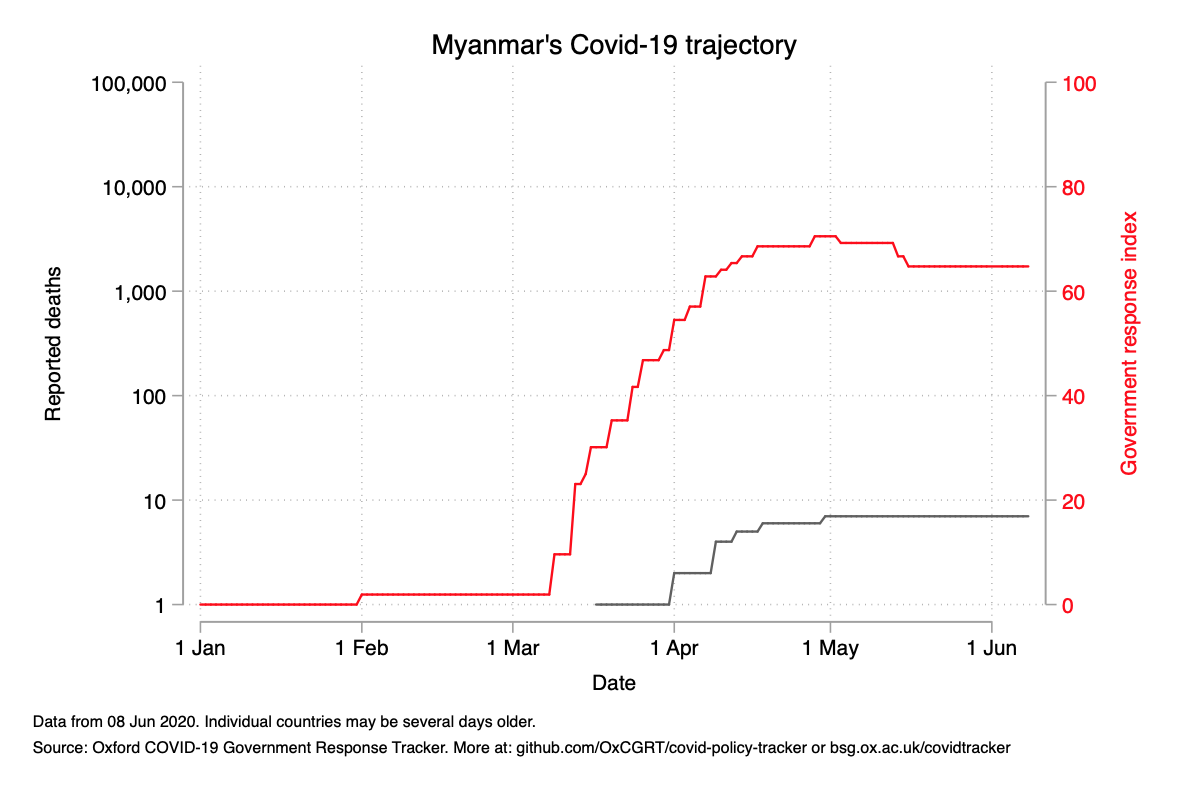 Myanmar's Covid-19 trajectory
100,000
10,000
1,000
100
10
1
Reported deaths
100
80
60
40
20
0
Government response index
1 Jan
1 Feb
1 Mar
1 Apr
1 May
1 Jun
Date
Data from 08 Jun 2020. Individual countries may be several days older.
Source: Oxford COVID-19 Government Response Tracker. More at: github.com/OxCGRT/covid-policy-tracker or bsg.ox.ac.uk/covidtracker